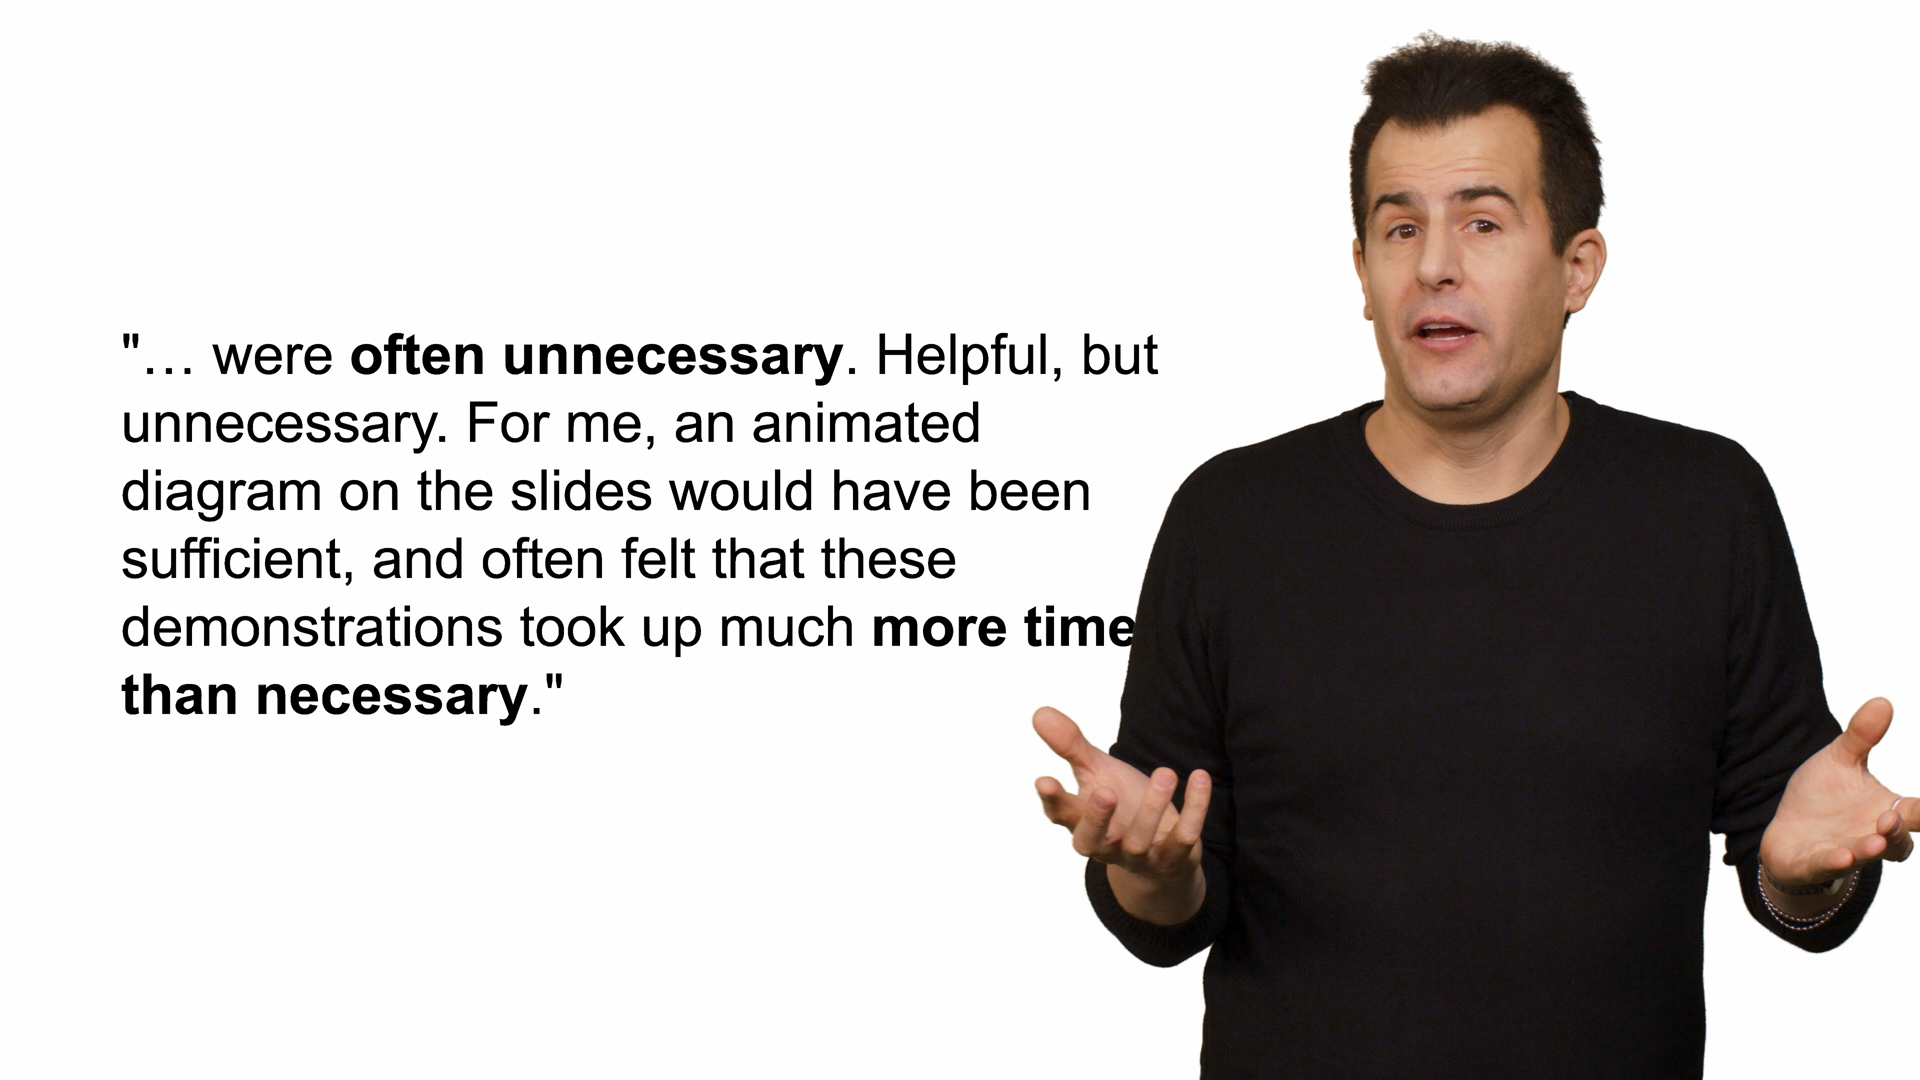 "… were often unnecessary. Helpful, but
unnecessary. For me, an animated
diagram on the slides would have been
sufficient, and often felt that these
demonstrations took up much more time
than necessary."